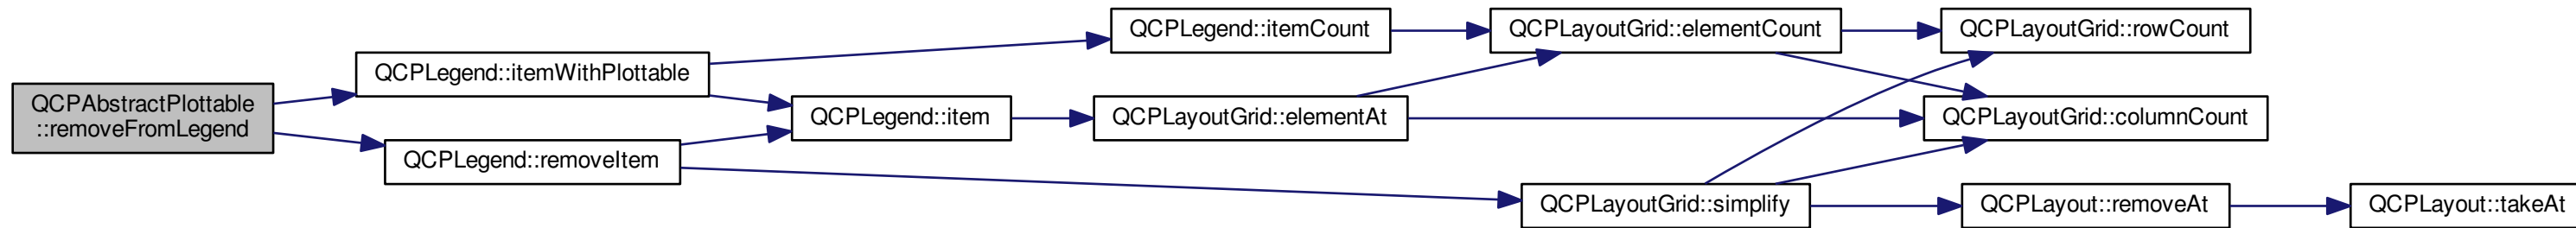 QCPAbstractPlottable
::removeFromLegend
QCPLegend::itemWithPlottable
QCPLegend::removeItem
QCPLegend::item
QCPLegend::itemCount
QCPLayoutGrid::elementAt
QCPLayoutGrid::elementCount
QCPLayoutGrid::simplify
QCPLayoutGrid::rowCount
QCPLayoutGrid::columnCount
QCPLayout::removeAt
QCPLayout::takeAt